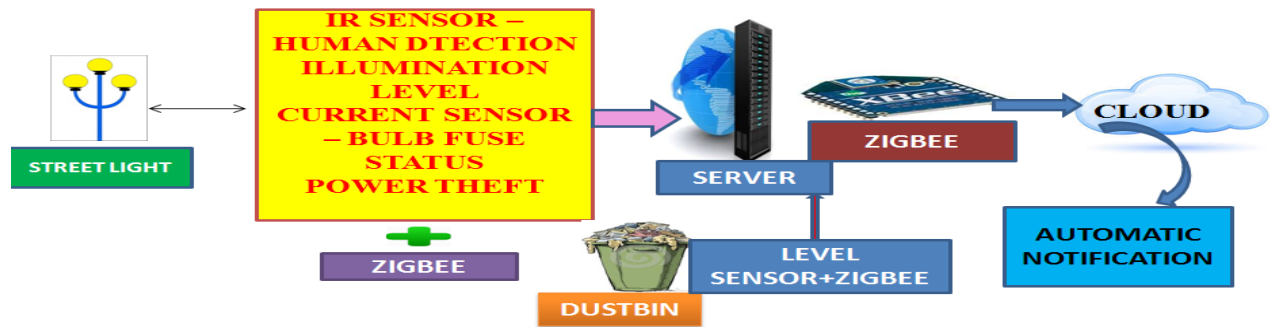 IR SENSOR –
HUMAN DTECTION
ILLUMINATION
LEVEL
CURRENT SENSOR
– BULB FUSE
STATUS
POWER THEFT
STREET LIGHT
ZIGBEE
SERVER
XBee
ZIGBEE
CLOUD
DUSTBIN
LEVEL
SENSOR+ZIGBEE
AUTOMATIC
NOTIFICATION